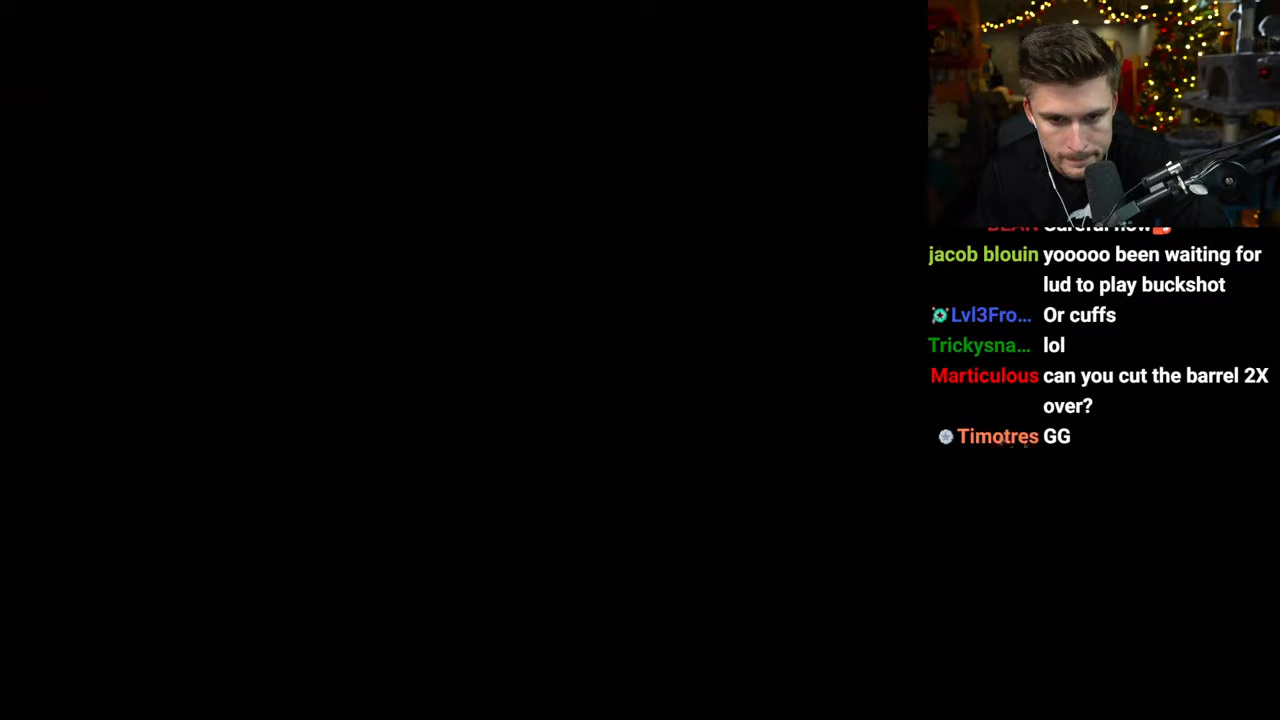 jacob blouin yooooo been waiting for
lud to play buckshot
Lvl3Fro... Or cuffs
Trickysna... lol
Marticulous can you cut the barrel 2X
over?
Timotres GG